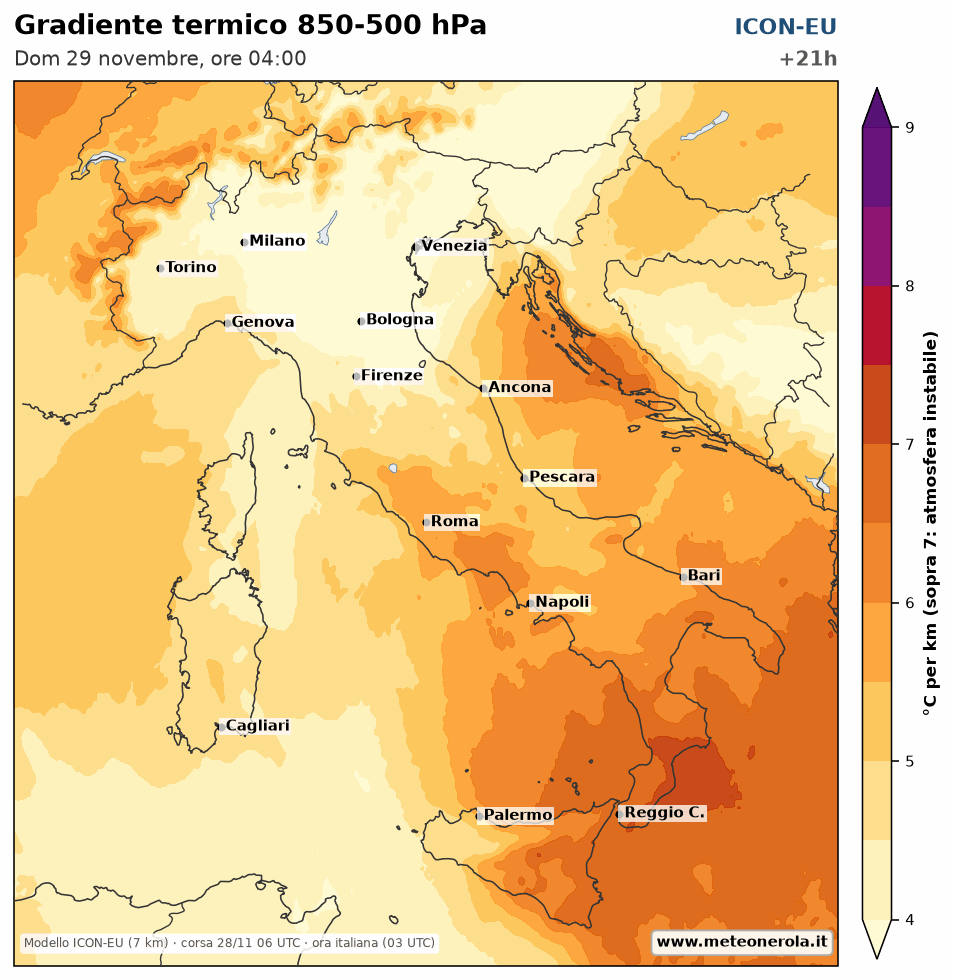 Gradiente termico 850-500 hPa
ICON-EU
Dom 29 novembre, ore 04:00
+21h
Milano
Venezia
Torino
Genova
Bologna
Firenze
Ancona
Pescara
Roma
Bari
Napoli
Cagliari
Palermo
Reggio C.
9
8
7
6
5
4
°C per km (sopra 7: atmosfera instabile)
Modello ICON-EU (7 km) · corsa 28/11 06 UTC · ora italiana (03 UTC)
www.meteonerola.it